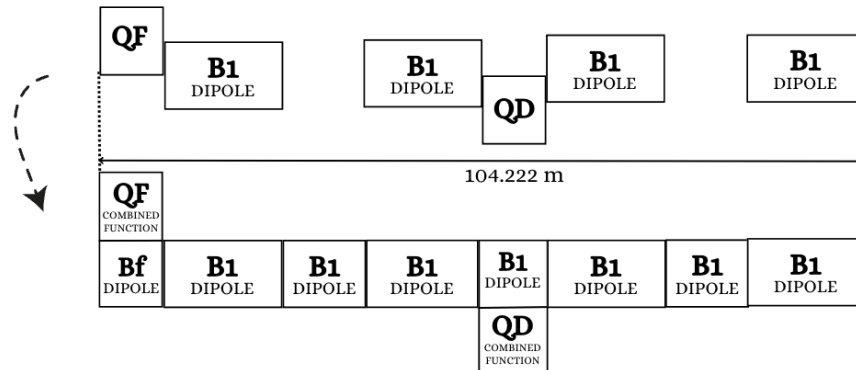 QF
B1
DIPOLE
B1
DIPOLE
QD
B1
DIPOLE
B1
DIPOLE
104.222 m
QF
COMBINED
FUNCTION
Bf
DIPOLE
B1
DIPOLE
B1
DIPOLE
B1
DIPOLE
B1
DIPOLE
B1
DIPOLE
B1
DIPOLE
B1
DIPOLE
QD
COMBINED
FUNCTION